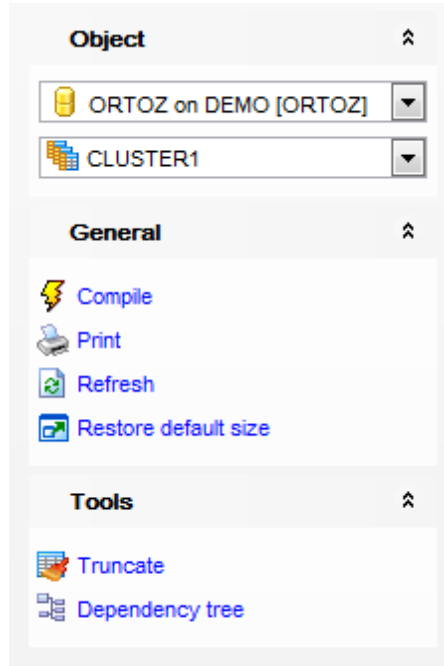 Object
ORTOZ on DEMO [ORTOZ]
CLUSTER1
General
Compile
Print
Refresh
Restore default size
Tools
Truncate
Dependency tree